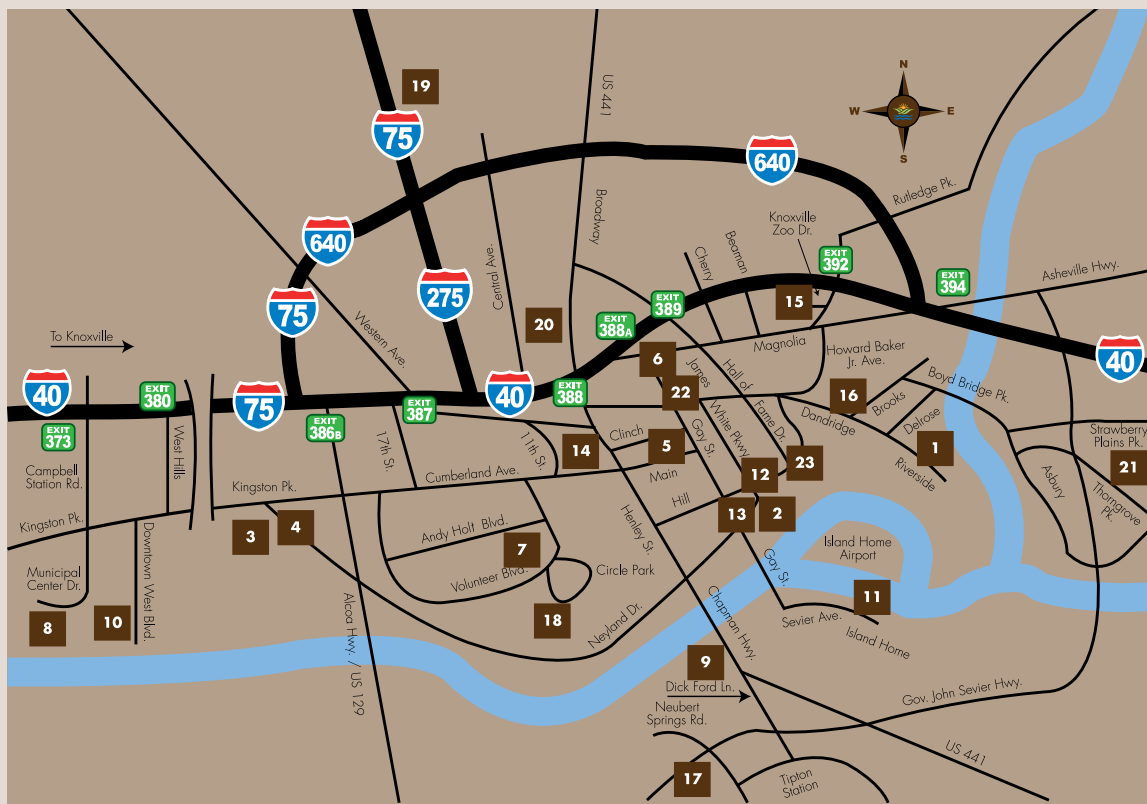 19
75
US 441
N
W
E
S
640
Rutledge Pk.
Knoxville
Zoo Dr.
EXIT
392
Broadway
Cherry
Beaman
640
Central Ave.
275
75
EXIT
394
Asheville Hwy.
EXIT
389
15
20
EXIT
388A
Western Ave.
To Knoxville
Magnolia
Howard Baker
Jr. Ave.
6
James
Hall of
40
40
EXIT
380
75
EXIT
387
40
EXIT
388
22
White Pkwy.
Fame Dr.
16
Brooks
Boyd Bridge Pk.
Dandridge
Delrose
EXIT
373
EXIT
386B
Campbell
Station Rd.
West Hills
17th St.
11th St.
14
Clinch
5
Gay St.
Main
12
23
1
Riverside
Strawberry
Plains Pk.
21
Asbury
Thorngrove
Pk.
Kingston Pk.
Cumberland Ave.
Kingston Pk.
3
4
Andy Holt Blvd.
7
Henley St.
Hill
13
2
Island Home
Airport
Municipal
Center Dr.
Downtown West Blvd.
Volunteer Blvd.
Circle Park
Gay St.
11
8
10
Alcoa Hwy. / US 129
18
Neyland Dr.
Chapman Hwy.
Sevier Ave.
Island Home
9
Dick Ford Ln.
Neubert
Springs Rd.
Gov. John Sevier Hwy.
US 441
17
Tipton
Station